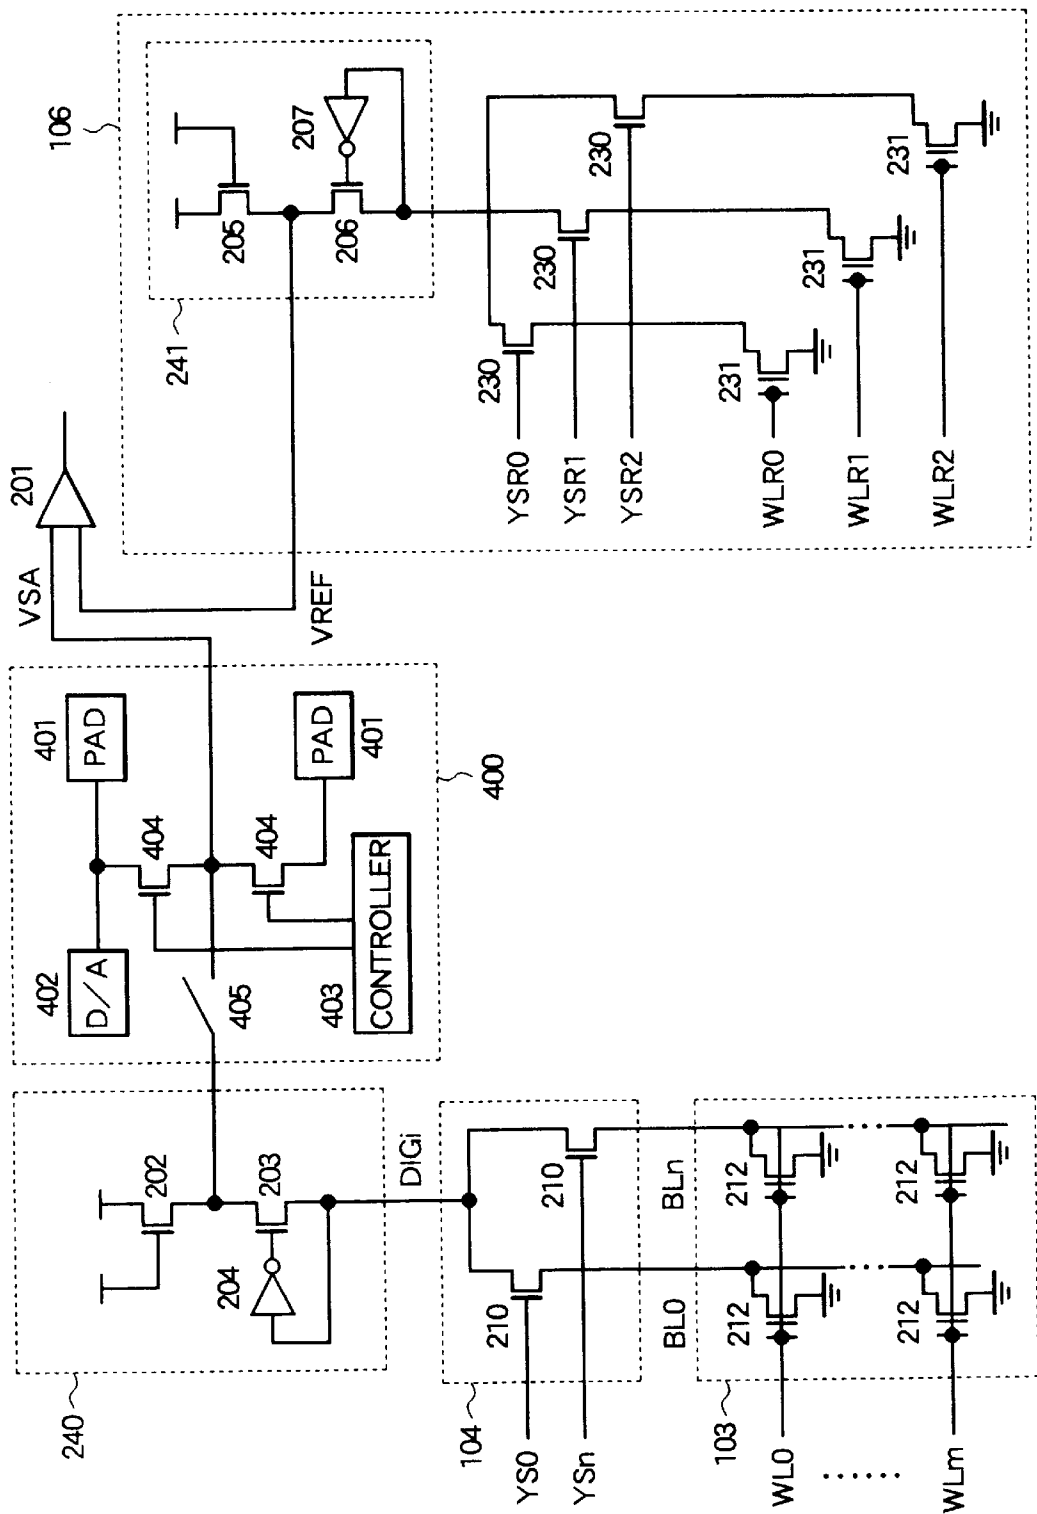 240
202
203
204
DIGi
104
210
210
YS0
YSn
BL0
BLn
103
212
212
212
212
WL0
......
WLm
400
402
D/A
401
PAD
404
404
401
PAD
405
403
CONTROLLER
VSA
201
VREF
106
241
205
206
207
230
230
230
YSR0
YSR1
YSR2
231
231
231
WLR0
WLR1
WLR2